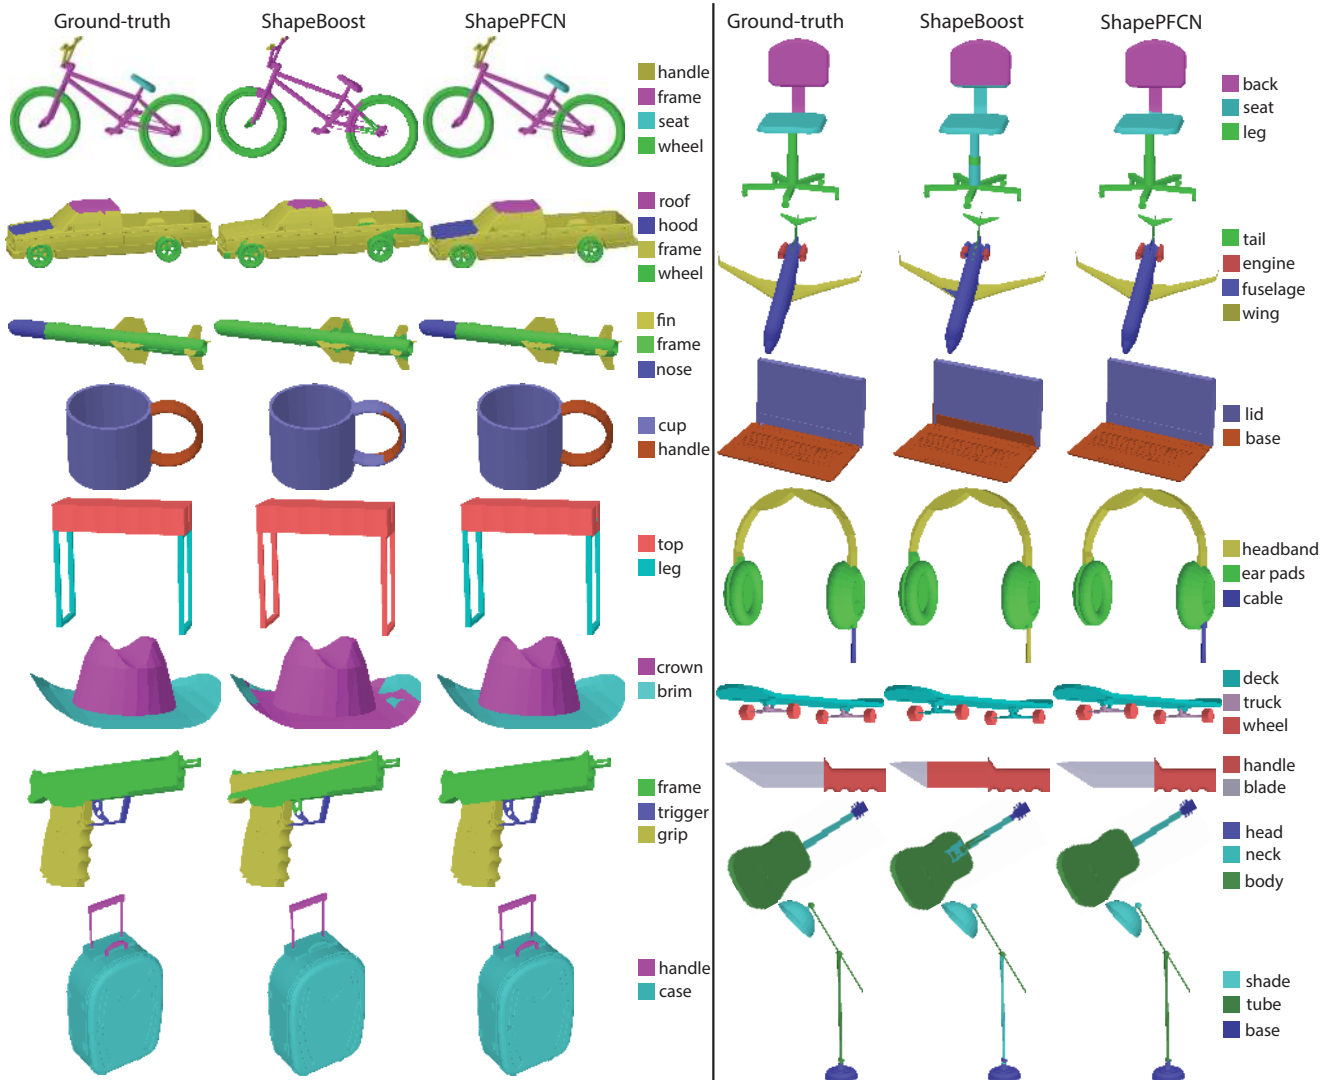 Ground-truth
ShapeBoost
ShapePFCN
handle
frame
seat
wheel
roof
hood
frame
wheel
fin
frame
nose
cup
handle
top
leg
crown
brim
frame
trigger
grip
handle
case
Ground-truth
ShapeBoost
ShapePFCN
back
seat
leg
tail
engine
fuselage
wing
lid
base
headband
ear pads
cable
deck
truck
wheel
handle
blade
head
neck
body
shade
tube
base